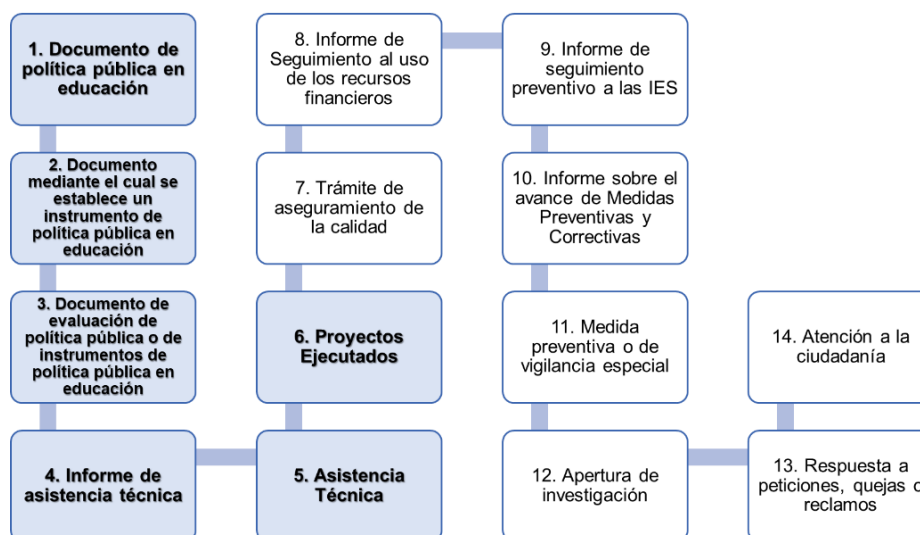 1. Documento de
política pública en
educación
2. Documento
mediante el cual se
establece un
instrumento de
política pública en
educación
3. Documento de
evaluación de
política pública o de
instrumentos de
política pública en
educación
4. Informe de
asistencia técnica
5. Asistencia
Técnica
6. Proyectos
Ejecutados
7. Trámite de
aseguramiento de
la calidad
8. Informe de
Seguimiento al uso
de los recursos
financieros
9. Informe de
seguimiento
preventivo a las IES
10. Informe sobre el
avance de Medidas
Preventivas y
Correctivas
11. Medida
preventiva o de
vigilancia especial
12. Apertura de
investigación
13. Respuesta a
peticiones, quejas o
reclamos
14. Atención a la
ciudadanía